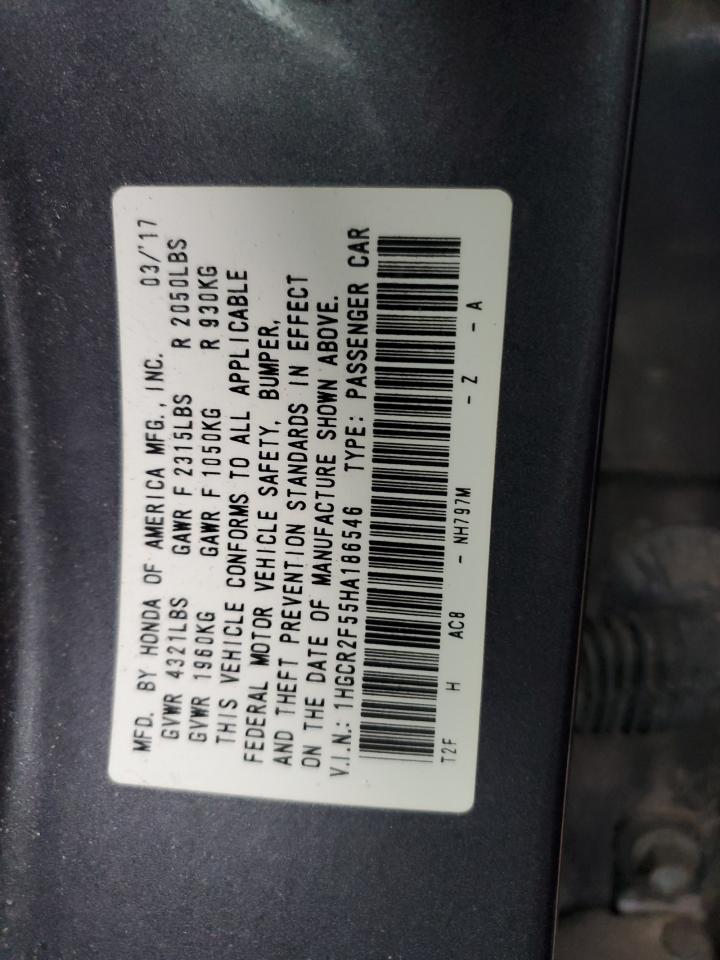 MFD. BY HONDA OF AMERICA MFG., INC. 03/'17
GVWR 4321LBS GAWR F 2315LBS R 2050LBS
GVWR 1960KG GAWR F 1050KG R 930KG
THIS VEHICLE CONFORMS TO ALL APPLICABLE
FEDERAL MOTOR VEHICLE SAFETY, BUMPER,
AND THEFT PREVENTION STANDARDS IN EFFECT
ON THE DATE OF MANUFACTURE SHOWN ABOVE.
V.I.N.: 1HGCR2F55HA186546 TYPE: PASSENGER CAR
T2F H AC8 - NH797M - Z - A